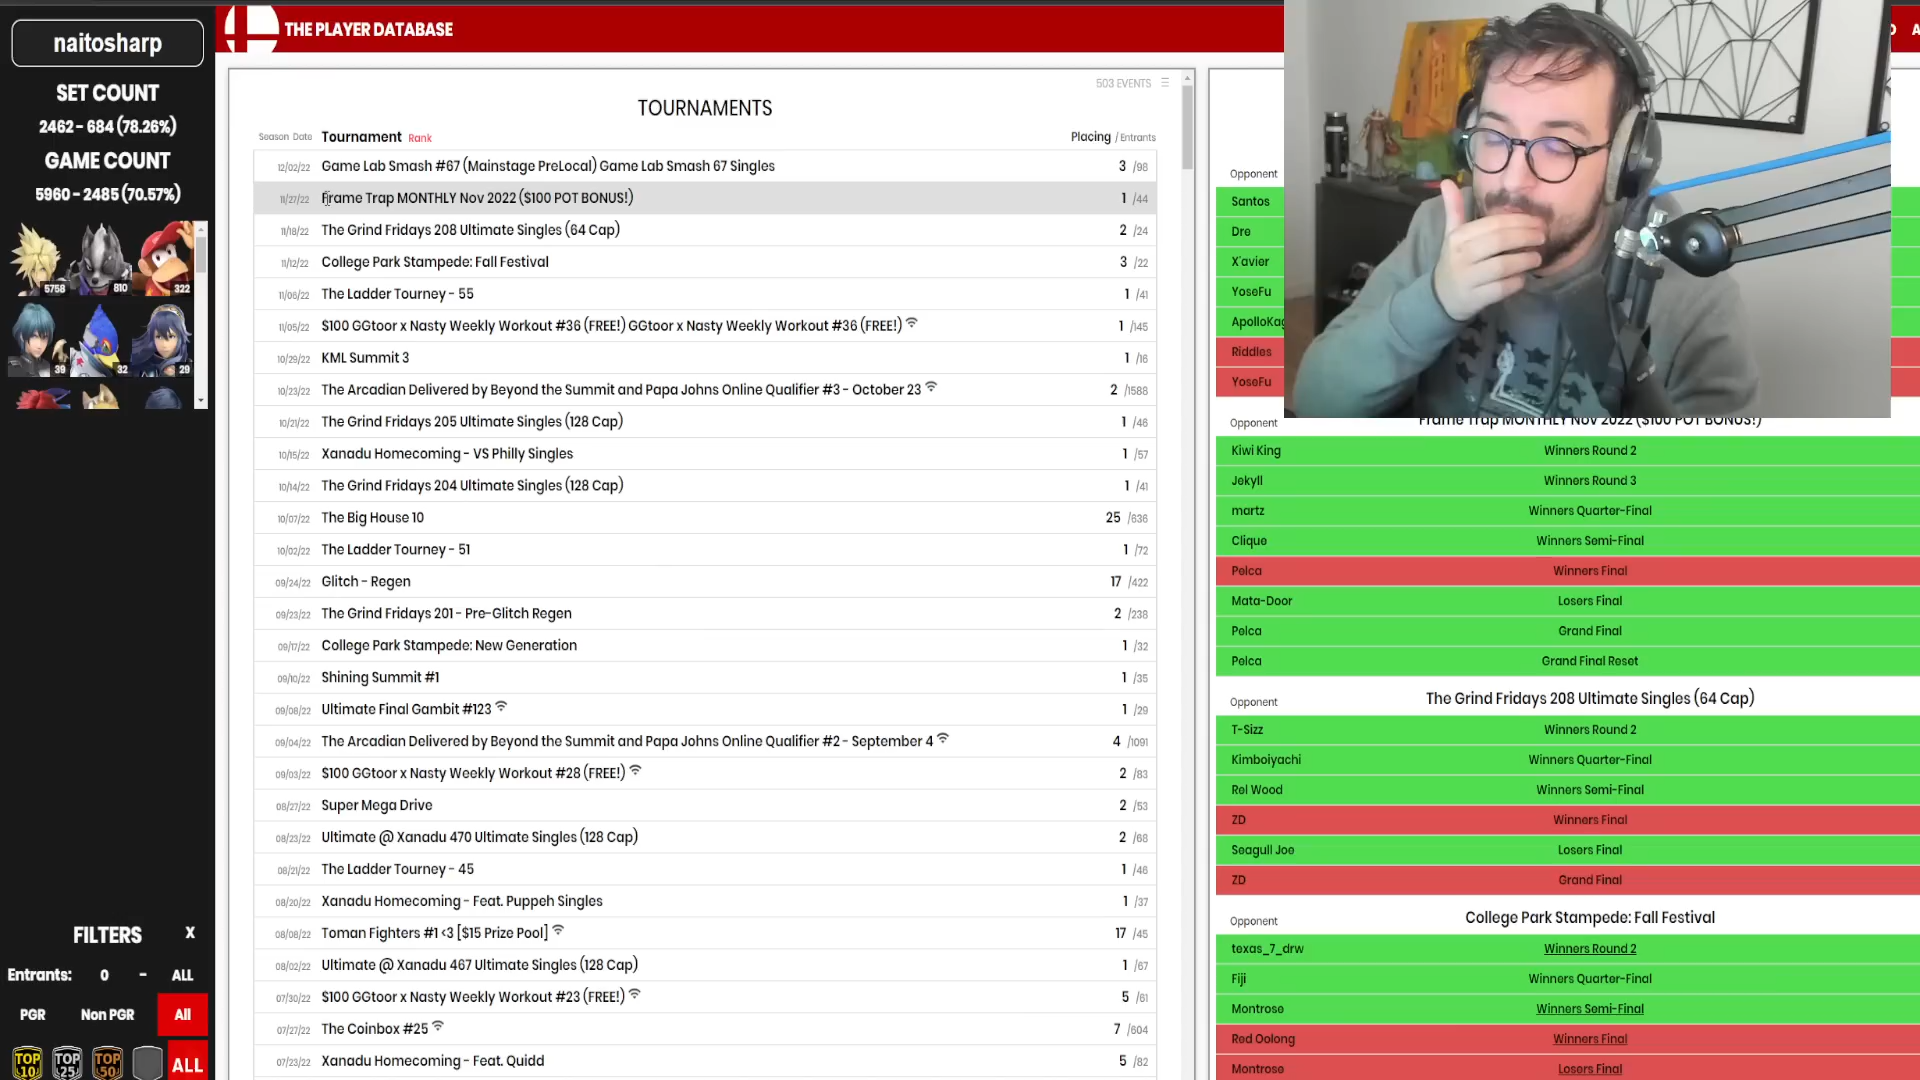 naitosharp
SET COUNT
2462 - 684 (78.26%)
GAME COUNT
5960 - 2485 (70.57%)
5758
810
322
39
32
29
FILTERS X
Entrants: 0 - ALL
PGR Non PGR All
TOP 10 TOP 25 TOP 50 ALL
THE PLAYER DATABASE
503 EVENTS
TOURNAMENTS
Season Date Tournament Rank Placing / Entrants
12/02/22 Game Lab Smash #67 (Mainstage PreLocal) Game Lab Smash 67 Singles 3 /98
11/27/22 Frame Trap MONTHLY Nov 2022 ($100 POT BONUS!) 1 /44
11/18/22 The Grind Fridays 208 Ultimate Singles (64 Cap) 2 /24
11/12/22 College Park Stampede: Fall Festival 3 /22
11/06/22 The Ladder Tourney - 55 1 /41
11/05/22 $100 GGtoor x Nasty Weekly Workout #36 (FREE!) GGtoor x Nasty Weekly Workout #36 (FREE!) 1 /145
10/29/22 KML Summit 3 1 /16
10/23/22 The Arcadian Delivered by Beyond the Summit and Papa Johns Online Qualifier #3 - October 23 2 /1588
10/21/22 The Grind Fridays 205 Ultimate Singles (128 Cap) 1 /46
10/15/22 Xanadu Homecoming - VS Philly Singles 1 /57
10/14/22 The Grind Fridays 204 Ultimate Singles (128 Cap) 1 /41
10/07/22 The Big House 10 25 /636
10/02/22 The Ladder Tourney - 51 1 /72
09/24/22 Glitch - Regen 17 /422
09/23/22 The Grind Fridays 201 - Pre-Glitch Regen 2 /238
09/17/22 College Park Stampede: New Generation 1 /32
09/10/22 Shining Summit #1 1 /35
09/08/22 Ultimate Final Gambit #123 1 /29
09/04/22 The Arcadian Delivered by Beyond the Summit and Papa Johns Online Qualifier #2 - September 4 4 /1091
09/03/22 $100 GGtoor x Nasty Weekly Workout #28 (FREE!) 2 /83
08/27/22 Super Mega Drive 2 /53
08/23/22 Ultimate @ Xanadu 470 Ultimate Singles (128 Cap) 2 /68
08/21/22 The Ladder Tourney - 45 1 /46
08/20/22 Xanadu Homecoming - Feat. Puppeh Singles 1 /37
08/08/22 Toman Fighters #1 <3 [$15 Prize Pool] 17 /45
08/02/22 Ultimate @ Xanadu 467 Ultimate Singles (128 Cap) 1 /67
07/30/22 $100 GGtoor x Nasty Weekly Workout #23 (FREE!) 5 /61
07/27/22 The Coinbox #25 7 /604
07/23/22 Xanadu Homecoming - Feat. Quidd 5 /82
Opponent
Santos
Dre
X'avier
YoseFu
ApolloKag
Riddles
YoseFu
Opponent Frame Trap MONTHLY Nov 2022 ($100 POT BONUS!)
Kiwi King Winners Round 2
Jekyll Winners Round 3
martz Winners Quarter-Final
Clique Winners Semi-Final
Pelca Winners Final
Mata-Door Losers Final
Pelca Grand Final
Pelca Grand Final Reset
Opponent The Grind Fridays 208 Ultimate Singles (64 Cap)
T-Sizz Winners Round 2
Kimboiyachi Winners Quarter-Final
Rel Wood Winners Semi-Final
ZD Winners Final
Seagull Joe Losers Final
ZD Grand Final
Opponent College Park Stampede: Fall Festival
texas_7_drw Winners Round 2
Fiji Winners Quarter-Final
Montrose Winners Semi-Final
Red Oolong Winners Final
Montrose Losers Final